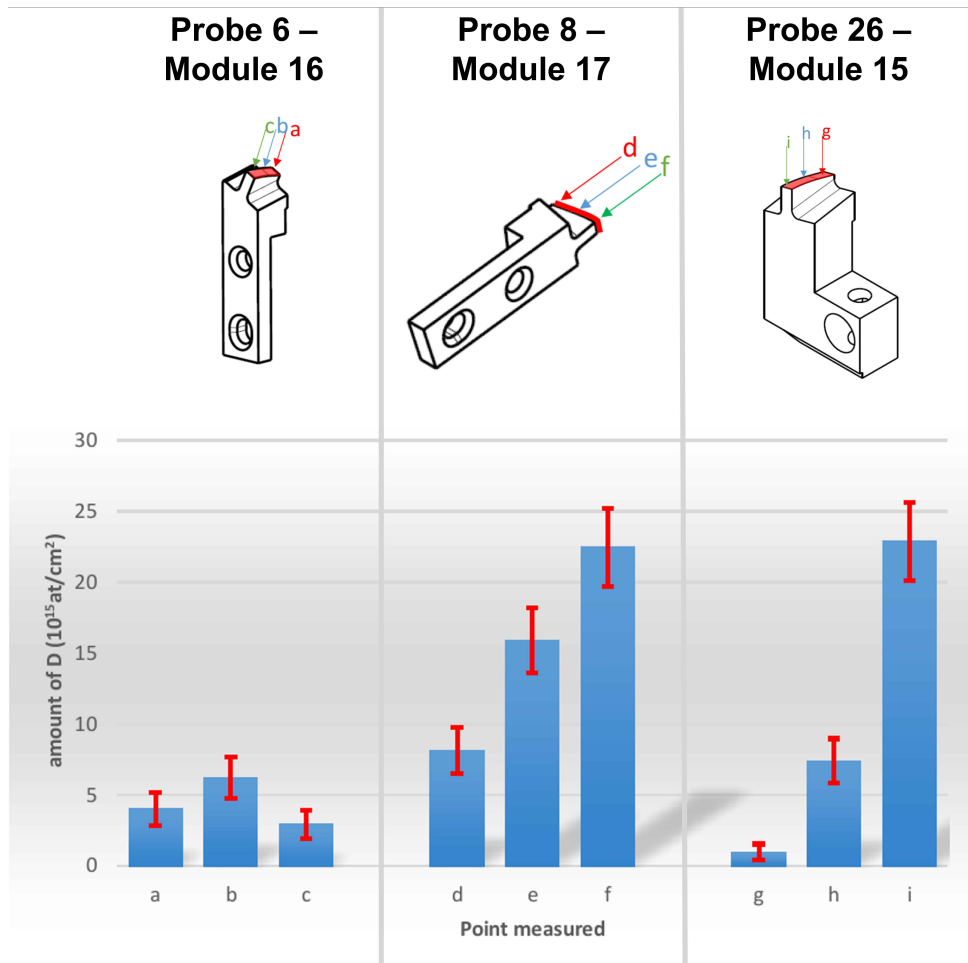 Probe 6 –
Module 16
Probe 8 –
Module 17
Probe 26 –
Module 15
c b a
d
e
f
i h g
30
25
20
15
10
5
0
amount of D (10¹⁵at/cm²)
a b c d e f g h i
Point measured